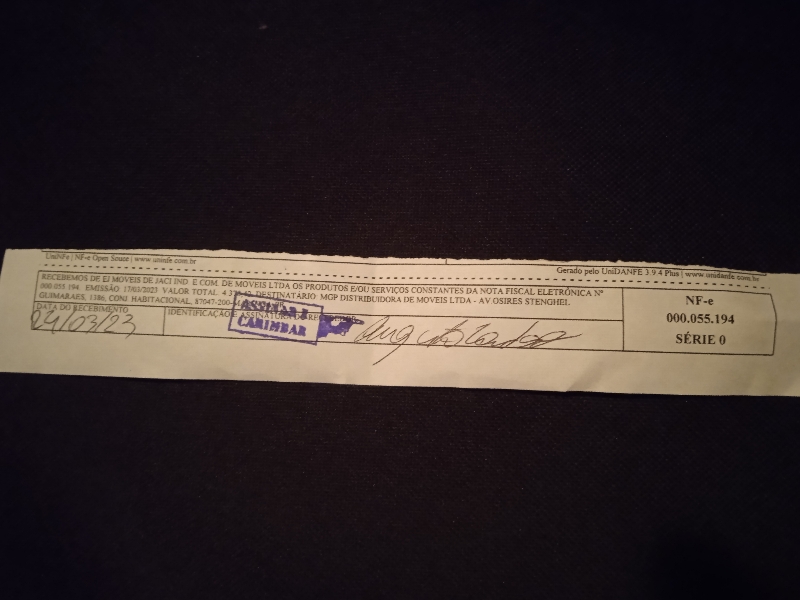 UniNFe | NF-e Open Souce | www.uninfe.com.br
Gerado pelo UniDANFE 3.9.4 Plus | www.unidanfe.com.br
RECEBEMOS DE EJ MOVEIS DE JACI IND. E COM. DE MOVEIS LTDA OS PRODUTOS E/OU SERVIÇOS CONSTANTES DA NOTA FISCAL ELETRÔNICA Nº
000.055.194. EMISSÃO 17/03/2023 VALOR TOTAL DESTINATARIO: MGP DISTRIBUIDORA DE MOVEIS LTDA - AV.OSIRES STENGHEL
GUIMARAES, 1186, CONJ. HABITACIONAL, 87047-200
DATA DO RECEBIMENTO
24/03/23
IDENTIFICAÇÃO E ASSINATURA DO
ASSINAR E
CARIMBAR
NF-e
000.055.194
SÉRIE 0